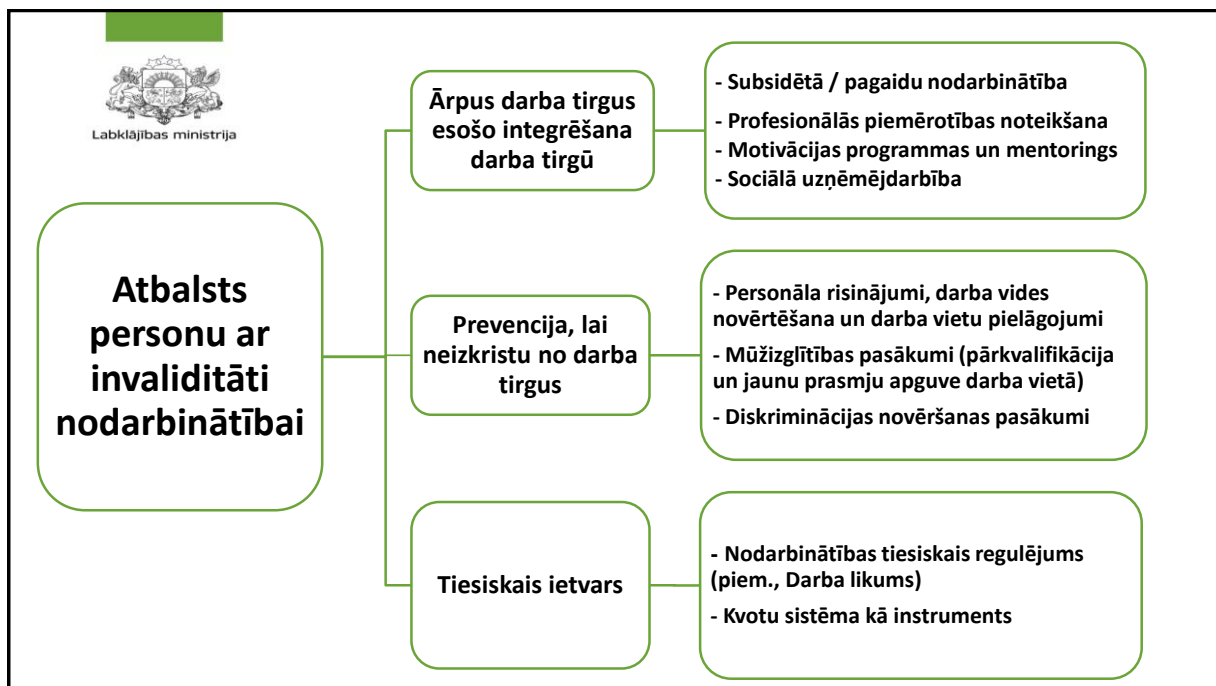 Labklājības ministrija
Atbalsts
personu ar
invaliditāti
nodarbinātībai
Ārpus darba tirgus
esošo integrēšana
darba tirgū
- Subsidētā / pagaidu nodarbinātība
- Profesionālās piemērotības noteikšana
- Motivācijas programmas un mentorings
- Sociālā uzņēmējdarbība
Prevencija, lai
neizkristu no darba
tirgus
- Personāla risinājumi, darba vides
novērtēšana un darba vietu pielāgojumi
- Mūžizglītības pasākumi (pārkvalifikācija
un jaunu prasmju apguve darba vietā)
- Diskriminācijas novēršanas pasākumi
Tiesiskais ietvars
- Nodarbinātības tiesiskais regulējums
(piem., Darba likums)
- Kvotu sistēma kā instruments